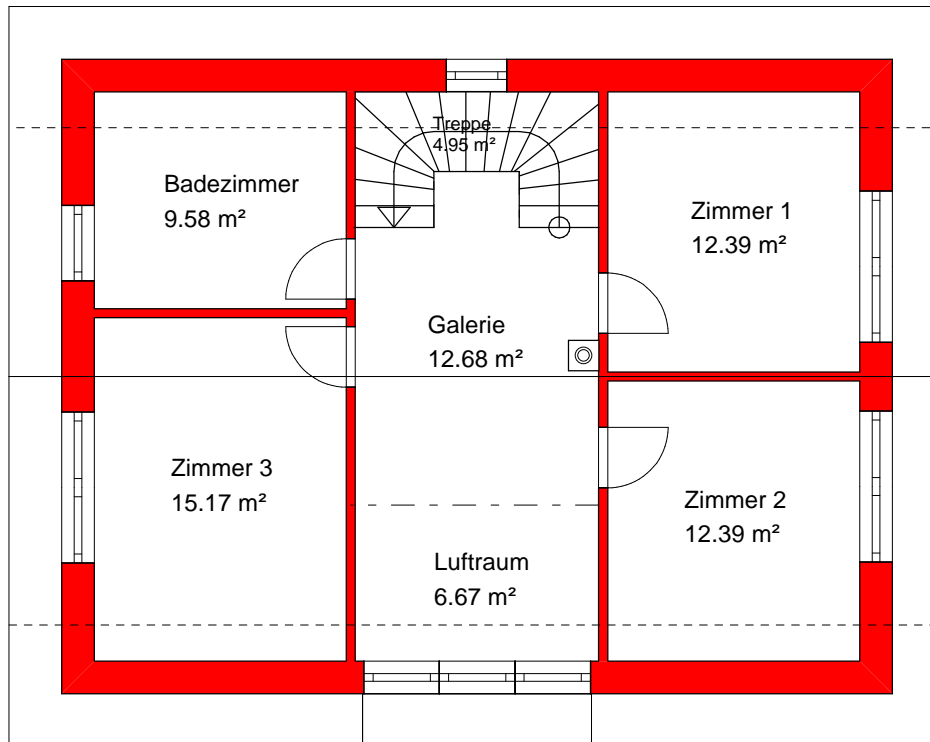 Treppe
4.95 m²
Badezimmer
9.58 m²
Zimmer 1
12.39 m²
Galerie
12.68 m²
Zimmer 3
15.17 m²
Zimmer 2
12.39 m²
Luftraum
6.67 m²